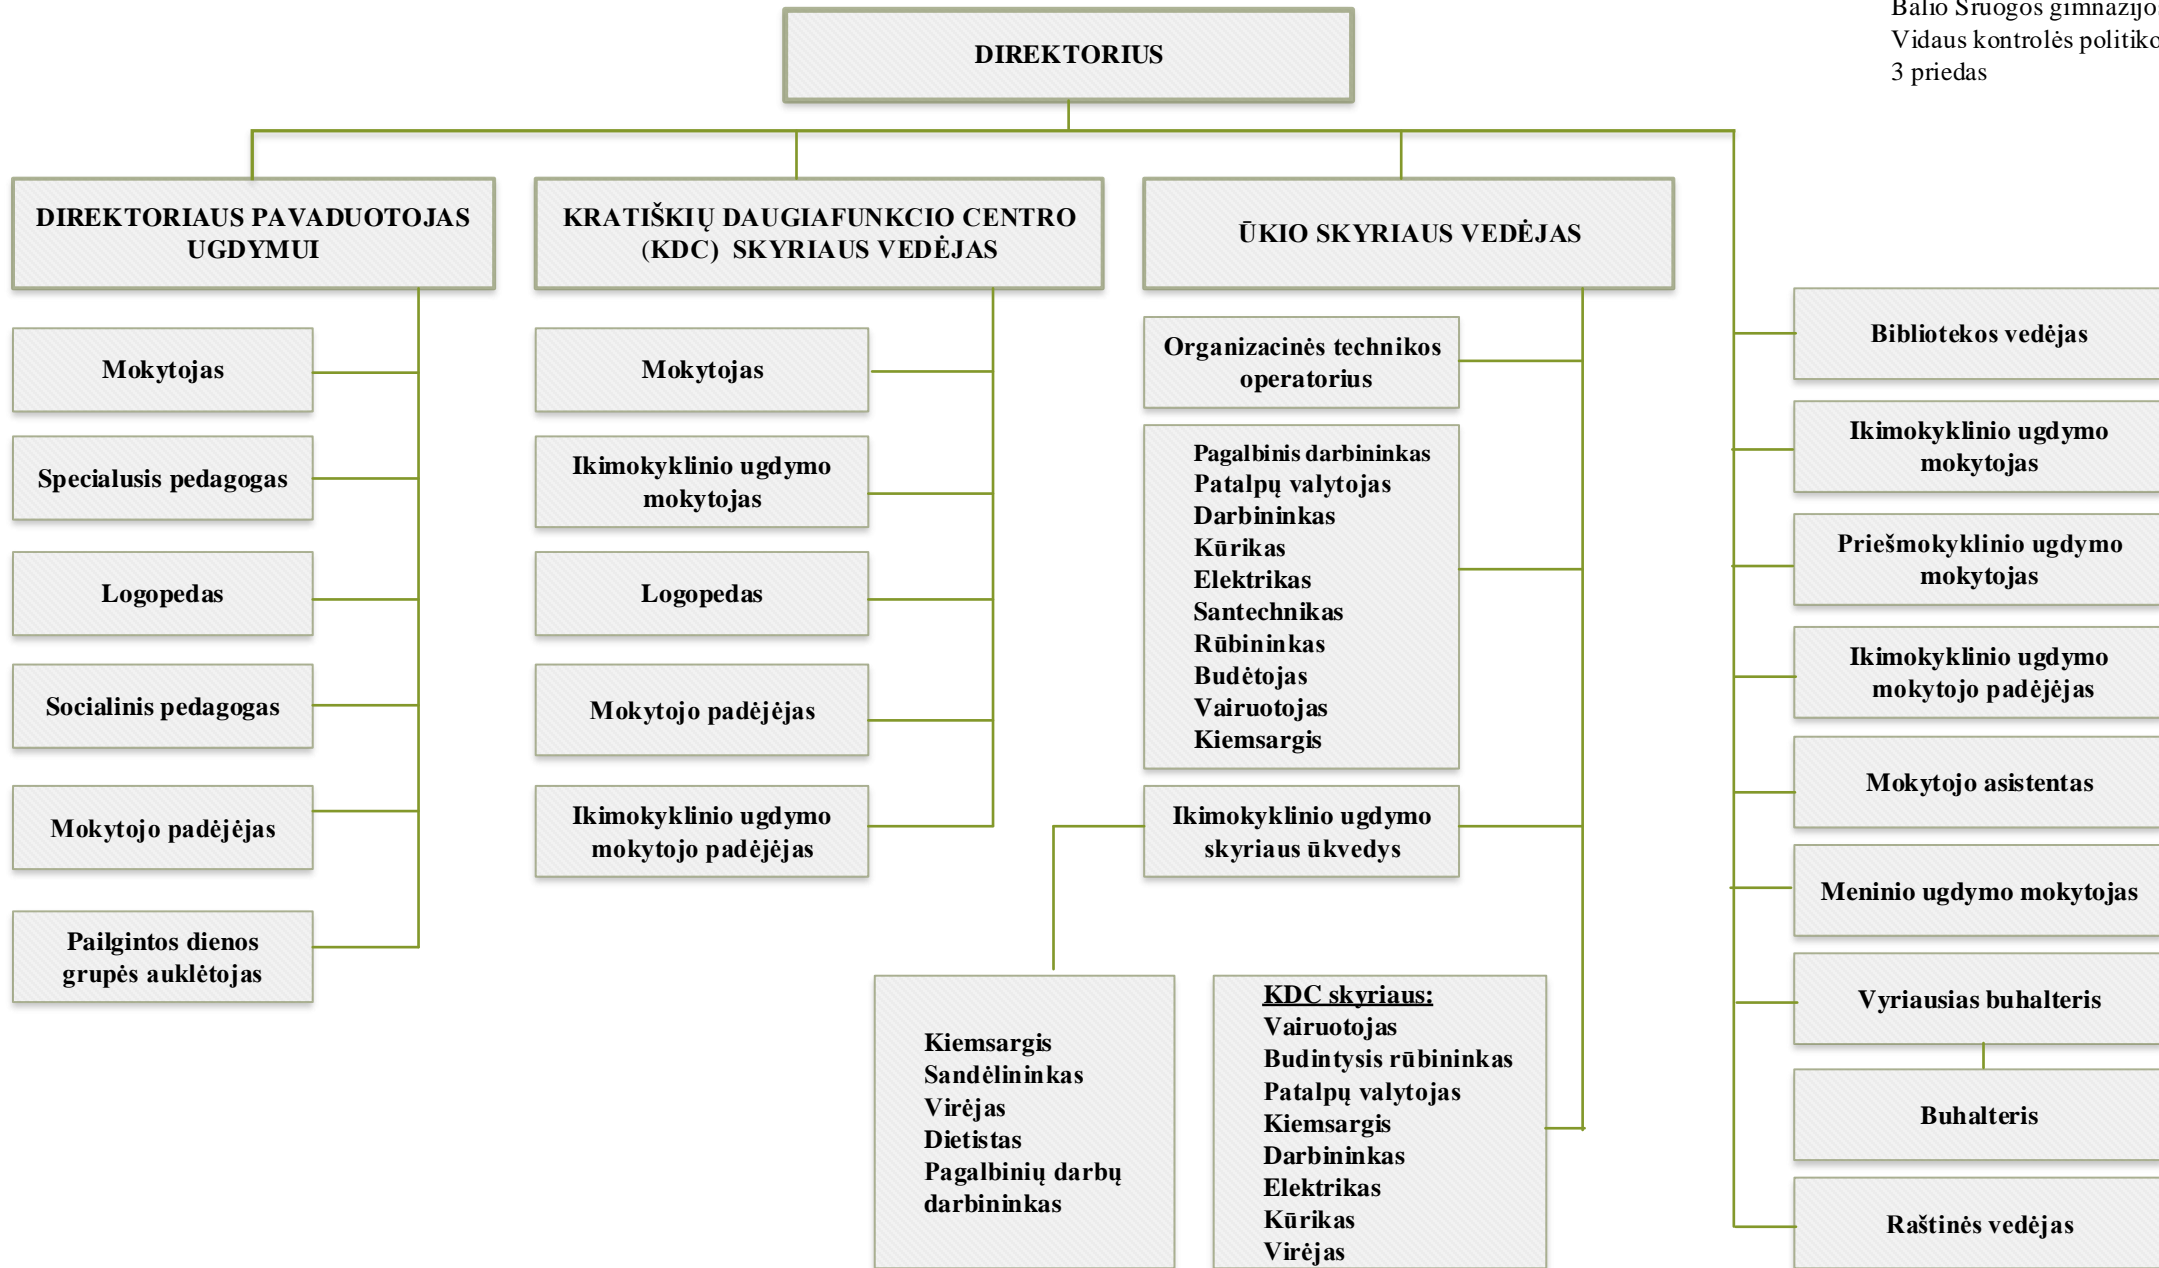 Balio Sruogos gimnazijos
Vidaus kontrolės politiko
3 priedas
DIREKTORIUS
DIREKTORIAUS PAVADUOTOJAS
UGDYMUI
KRATIŠKIŲ DAUGIAFUNKCIO CENTRO
(KDC) SKYRIAUS VEDĖJAS
ŪKIO SKYRIAUS VEDĖJAS
Mokytojas
Specialusis pedagogas
Logopedas
Socialinis pedagogas
Mokytojo padėjėjas
Pailgintos dienos
grupės auklėtojas
Mokytojas
Ikimokyklinio ugdymo
mokytojas
Logopedas
Mokytojo padėjėjas
Ikimokyklinio ugdymo
mokytojo padėjėjas
Organizacinės technikos
operatorius
Pagalbinis darbininkas
Patalpų valytojas
Darbininkas
Kūrikas
Elektrikas
Santechnikas
Rūbininkas
Budėtojas
Vairuotojas
Kiemsargis
Ikimokyklinio ugdymo
skyriaus ūkvedys
Kiemsargis
Sandėlininkas
Virėjas
Dietistas
Pagalbinių darbų
darbininkas
KDC skyriaus:
Vairuotojas
Budintysis rūbininkas
Patalpų valytojas
Kiemsargis
Darbininkas
Elektrikas
Kūrikas
Virėjas
Bibliotekos vedėjas
Ikimokyklinio ugdymo
mokytojas
Priešmokyklinio ugdymo
mokytojas
Ikimokyklinio ugdymo
mokytojo padėjėjas
Mokytojo asistentas
Meninio ugdymo mokytojas
Vyriausias buhalteris
Buhalteris
Raštinės vedėjas